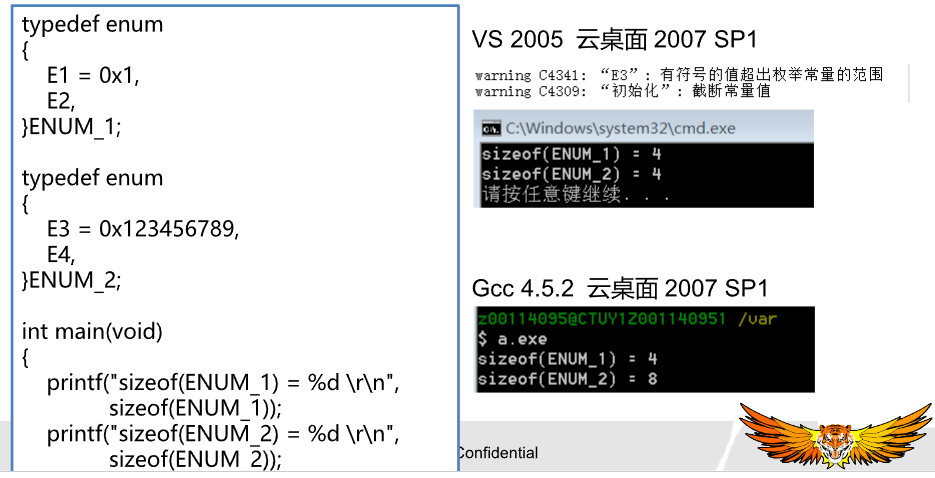 typedef enum
{
E1 = 0x1,
E2,
}ENUM_1;
typedef enum
{
E3 = 0x123456789,
E4,
}ENUM_2;
int main(void)
{
printf("sizeof(ENUM_1) = %d \r\n",
sizeof(ENUM_1));
printf("sizeof(ENUM_2) = %d \r\n",
sizeof(ENUM_2));
VS 2005 云桌面 2007 SP1
warning C4341: “E3”: 有符号的值超出枚举常量的范围
warning C4309: “初始化”: 截断常量值
C:\Windows\system32\cmd.exe
sizeof(ENUM_1) = 4
sizeof(ENUM_2) = 4
请按任意键继续. . .
Gcc 4.5.2 云桌面 2007 SP1
z00114095@CTUY1Z001140951 /var
$ a.exe
sizeof(ENUM_1) = 4
sizeof(ENUM_2) = 8
Confidential